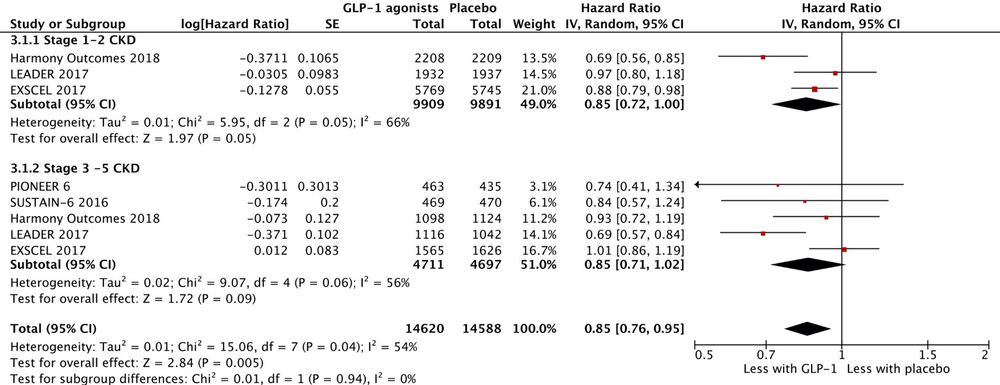 GLP-1 agonists Placebo Hazard Ratio Hazard Ratio
Study or Subgroup log[Hazard Ratio] SE Total Total Weight IV, Random, 95% CI IV, Random, 95% CI
3.1.1 Stage 1-2 CKD
Harmony Outcomes 2018 -0.3711 0.1065 2208 2209 13.5% 0.69 [0.56, 0.85]
LEADER 2017 -0.0305 0.0983 1932 1937 14.5% 0.97 [0.80, 1.18]
EXSCEL 2017 -0.1278 0.055 5769 5745 21.0% 0.88 [0.79, 0.98]
Subtotal (95% CI) 9909 9891 49.0% 0.85 [0.72, 1.00]
Heterogeneity: Tau² = 0.01; Chi² = 5.95, df = 2 (P = 0.05); I² = 66%
Test for overall effect: Z = 1.97 (P = 0.05)
3.1.2 Stage 3 -5 CKD
PIONEER 6 -0.3011 0.3013 463 435 3.1% 0.74 [0.41, 1.34]
SUSTAIN-6 2016 -0.174 0.2 469 470 6.1% 0.84 [0.57, 1.24]
Harmony Outcomes 2018 -0.073 0.127 1098 1124 11.2% 0.93 [0.72, 1.19]
LEADER 2017 -0.371 0.102 1116 1042 14.1% 0.69 [0.57, 0.84]
EXSCEL 2017 0.012 0.083 1565 1626 16.7% 1.01 [0.86, 1.19]
Subtotal (95% CI) 4711 4697 51.0% 0.85 [0.71, 1.02]
Heterogeneity: Tau² = 0.02; Chi² = 9.07, df = 4 (P = 0.06); I² = 56%
Test for overall effect: Z = 1.72 (P = 0.09)
Total (95% CI) 14620 14588 100.0% 0.85 [0.76, 0.95]
Heterogeneity: Tau² = 0.01; Chi² = 15.06, df = 7 (P = 0.04); I² = 54%
Test for overall effect: Z = 2.84 (P = 0.005)
Test for subgroup differences: Chi² = 0.01, df = 1 (P = 0.94), I² = 0%
0.5 0.7 1 1.5 2
Less with GLP-1 Less with placebo